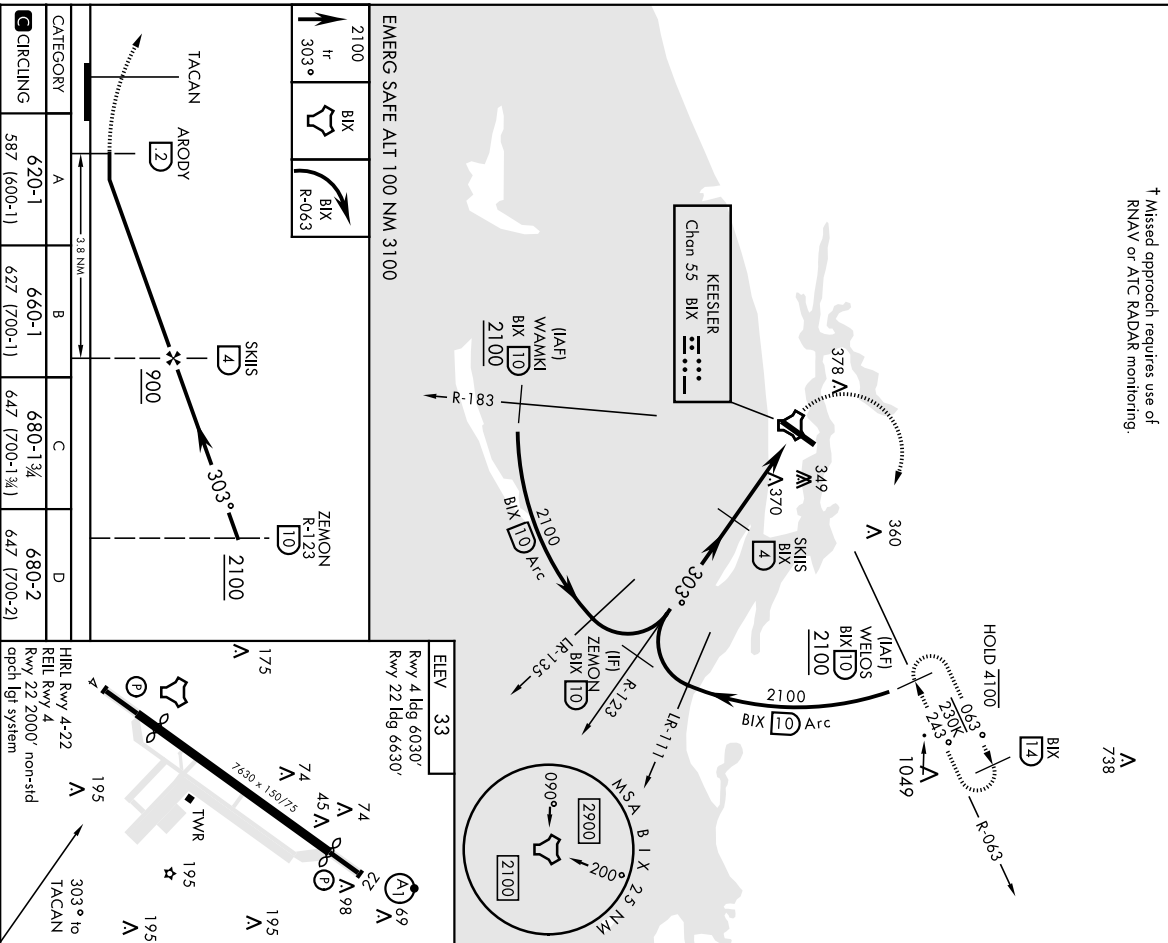 † Missed approach requires use of
RNAV or ATC RADAR monitoring.
738
BIX
14
HOLD 4100
063°
230K
243°
1049
R-063
360
(IAF)
WELOS
BIX 10
2100
2100
BIX 10 Arc
378
349
370
SKIIS
BIX
4
KEESLER
Chan 55 BIX
303°
LR-111
R-123
(IF)
ZEMON
BIX 10
LR-135
R-183
(IAF)
WAMKI
BIX 10
2100
2100
BIX 10 Arc
MSA BIX 25 NM
090°
2900
200°
2100
EMERG SAFE ALT 100 NM 3100
2100
tr
303°
BIX
BIX
R-063
TACAN
ARODY
.2
SKIIS
4
900
303°
ZEMON
R-123
10
2100
3.8 NM
CATEGORY A B C D
C CIRCLING
620-1
587 (600-1)
660-1
627 (700-1)
680-1¾
647 (700-1¾)
680-2
647 (700-2)
ELEV 33
Rwy 4 ldg 6030'
Rwy 22 ldg 6630'
175
4
P
74
74
45
7630 x 150/75
TWR
195
195
22
P
98
A1
69
195
195
303° to
TACAN
HIRL Rwy 4-22
REIL Rwy 4
Rwy 22 2000' non-std
apch lgt system